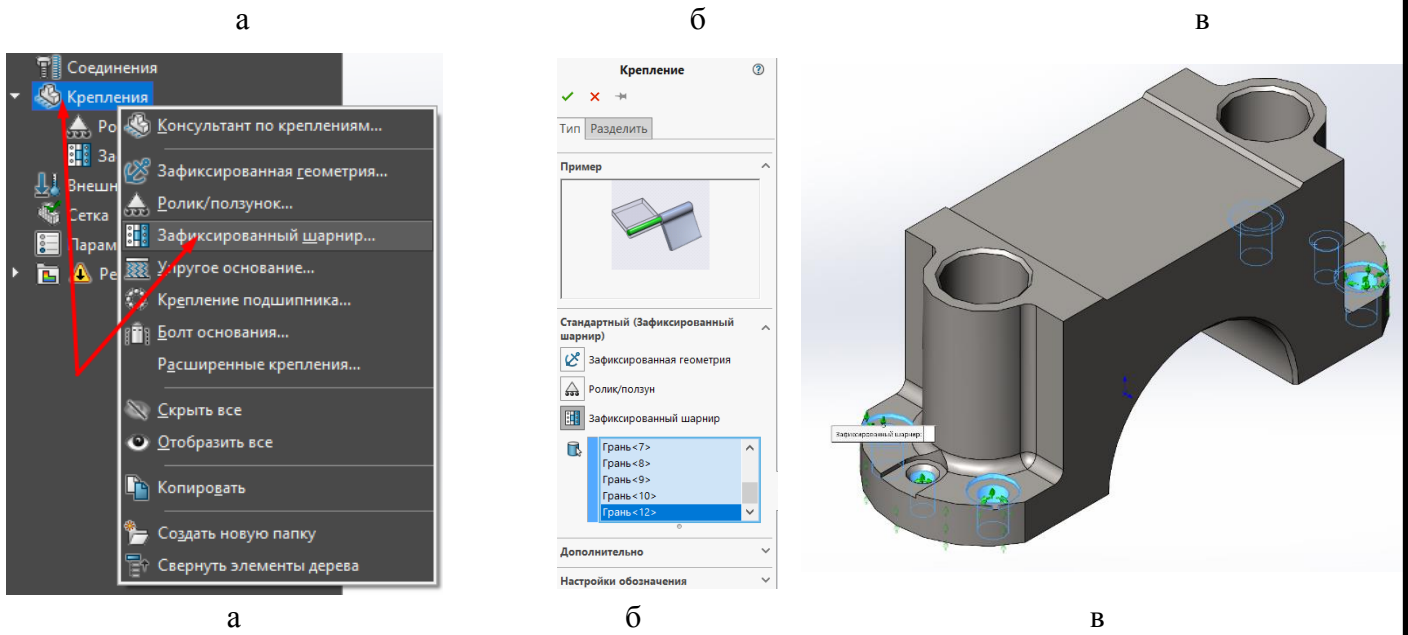 а
б
в
Соединения
Крепления
Ро
За
Внешн
Сетка
Парам
Ре
Консультант по креплениям...
Зафиксированная геометрия...
Ролик/ползунок...
Зафиксированный шарнир...
Упругое основание...
Крепление подшипника...
Болт основания...
Расширенные крепления...
Скрыть все
Отобразить все
Копировать
Создать новую папку
Свернуть элементы дерева
Крепление
Тип
Разделить
Пример
Стандартный (Зафиксированный
шарнир)
Зафиксированная геометрия
Ролик/ползун
Зафиксированный шарнир
Грань<7>
Грань<8>
Грань<9>
Грань<10>
Грань<12>
Дополнительно
Настройки обозначения
Зафиксированный шарнир:
а
б
в